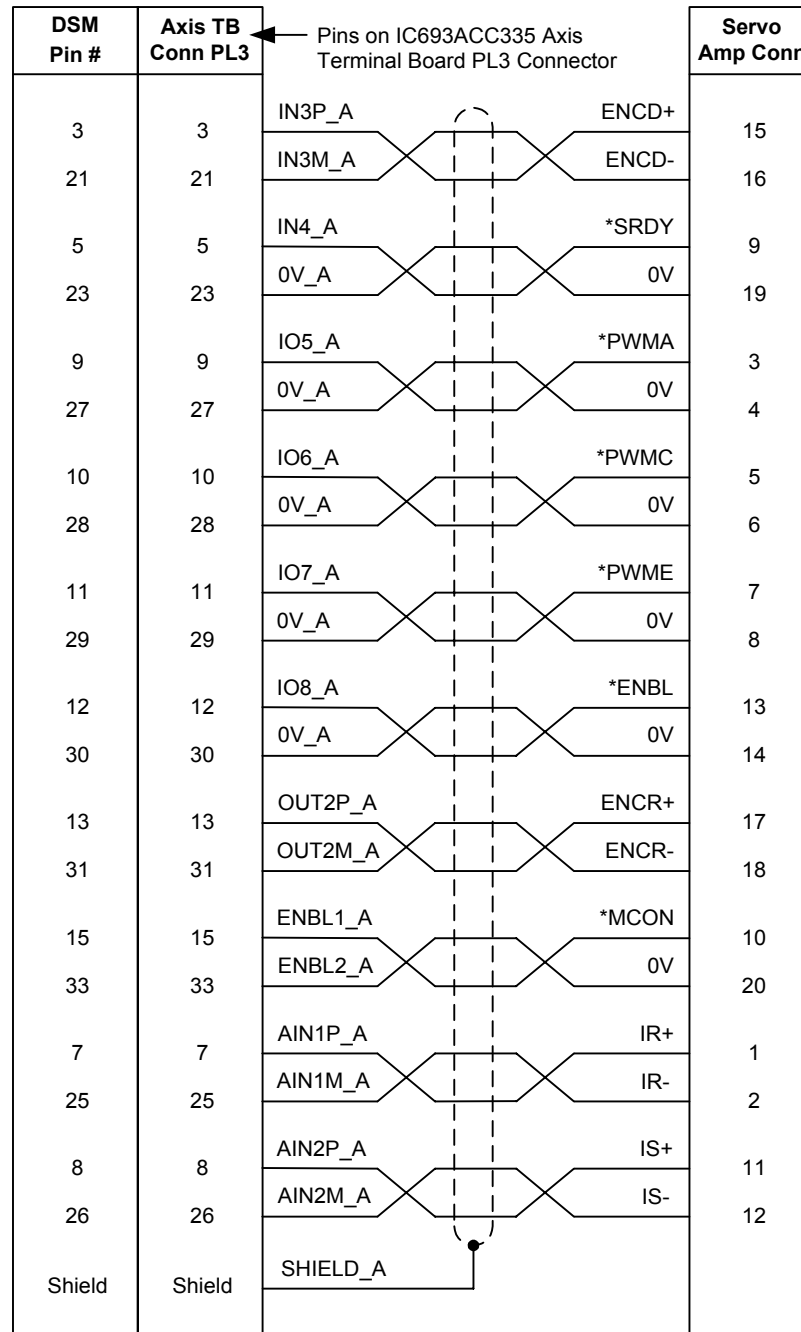 DSM Pin #
Axis TB Conn PL3
Pins on IC693ACC335 Axis
Terminal Board PL3 Connector
Servo Amp Conn
3 3 IN3P_A ENCD+ 15
21 21 IN3M_A ENCD- 16
5 5 IN4_A *SRDY 9
23 23 0V_A 0V 19
9 9 IO5_A *PWMA 3
27 27 0V_A 0V 4
10 10 IO6_A *PWMC 5
28 28 0V_A 0V 6
11 11 IO7_A *PWME 7
29 29 0V_A 0V 8
12 12 IO8_A *ENBL 13
30 30 0V_A 0V 14
13 13 OUT2P_A ENCR+ 17
31 31 OUT2M_A ENCR- 18
15 15 ENBL1_A *MCON 10
33 33 ENBL2_A 0V 20
7 7 AIN1P_A IR+ 1
25 25 AIN1M_A IR- 2
8 8 AIN2P_A IS+ 11
26 26 AIN2M_A IS- 12
Shield Shield SHIELD_A